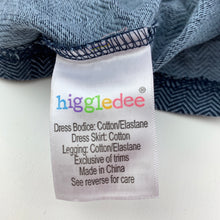 higgledee
Dress Bodice: Cotton/Elastane
Dress Skirt: Cotton
Legging: Cotton/Elastane
Exclusive of trims
Made in China
See reverse for care